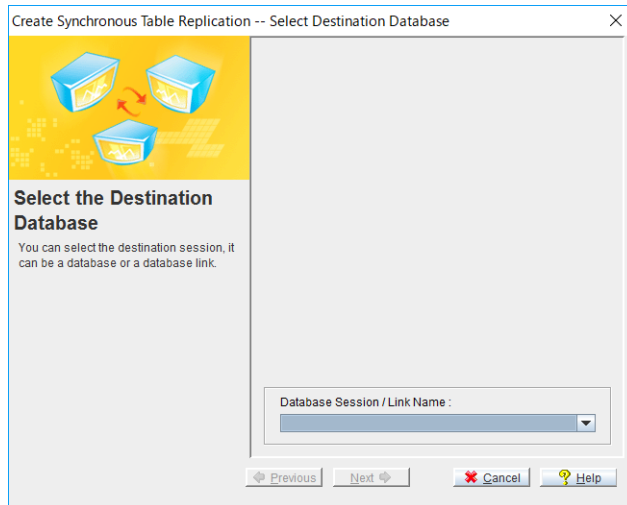 Create Synchronous Table Replication -- Select Destination Database
Select the Destination
Database
You can select the destination session, it
can be a database or a database link.
Database Session / Link Name :
Previous Next Cancel Help